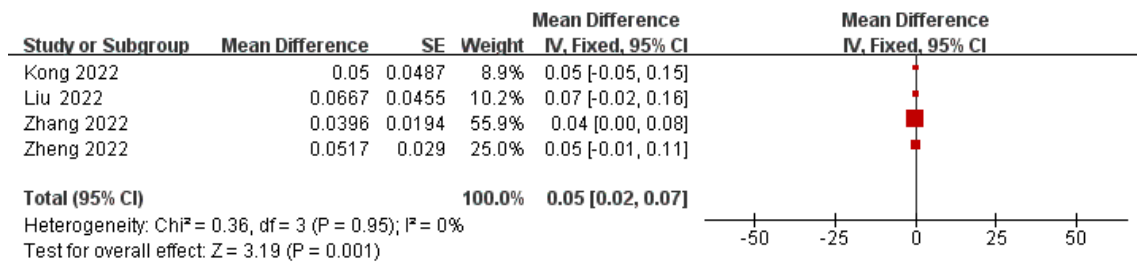 Mean Difference Mean Difference
Study or Subgroup Mean Difference SE Weight IV, Fixed, 95% CI IV, Fixed, 95% CI
Kong 2022 0.05 0.0487 8.9% 0.05 [-0.05, 0.15]
Liu 2022 0.0667 0.0455 10.2% 0.07 [-0.02, 0.16]
Zhang 2022 0.0396 0.0194 55.9% 0.04 [0.00, 0.08]
Zheng 2022 0.0517 0.029 25.0% 0.05 [-0.01, 0.11]
Total (95% CI) 100.0% 0.05 [0.02, 0.07]
Heterogeneity: Chi² = 0.36, df = 3 (P = 0.95); I² = 0%
Test for overall effect: Z = 3.19 (P = 0.001)
-50 -25 0 25 50